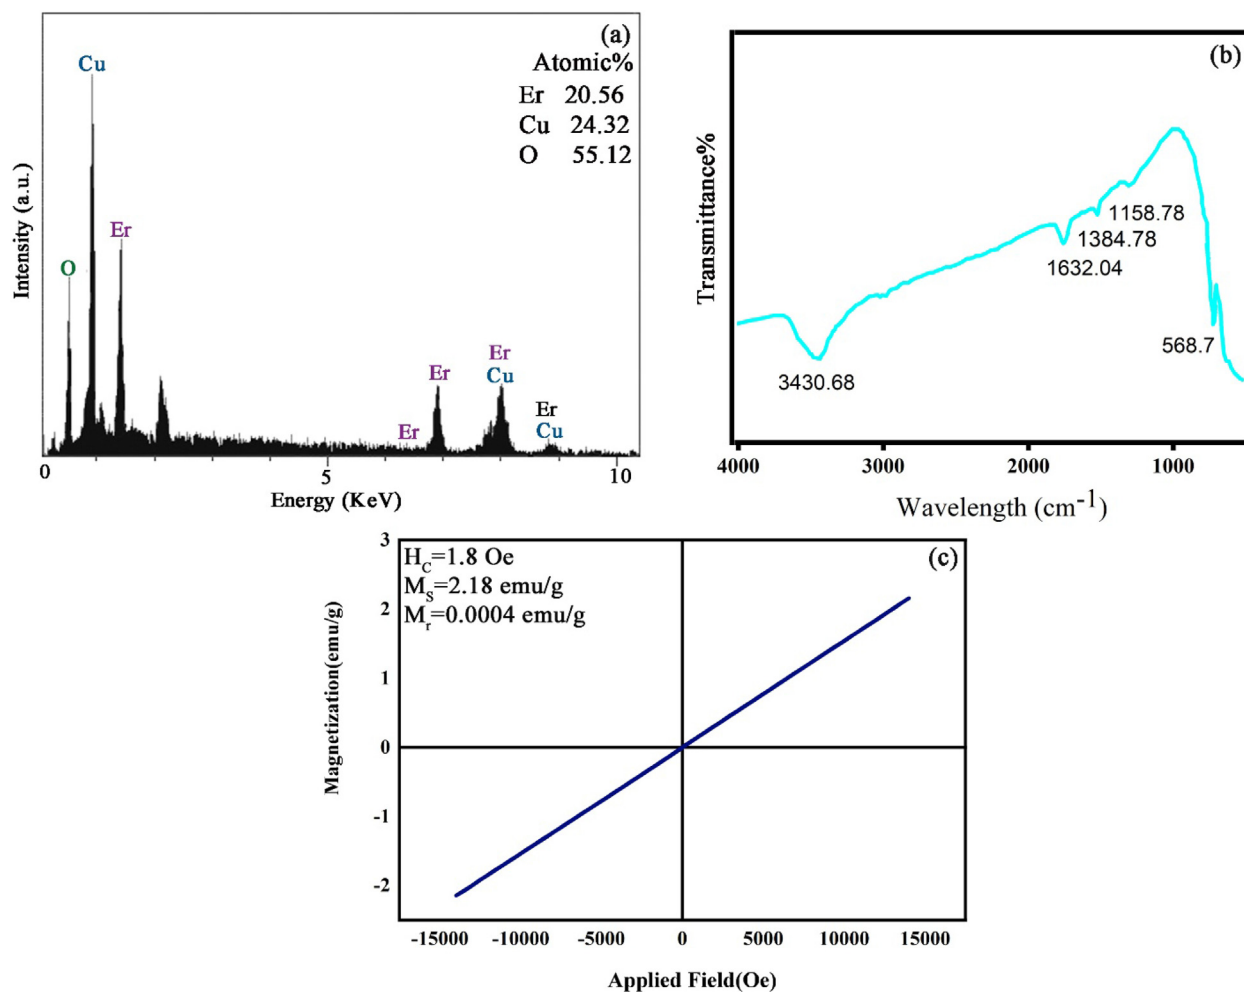 (a)
Atomic%
Er 20.56
Cu 24.32
O 55.12
Cu
Er
O
Er
Er
Cu
Er
Er
Cu
0
5
10
Energy (KeV)
Intensity (a.u.)
(b)
1158.78
1384.78
1632.04
568.7
3430.68
4000
3000
2000
1000
Wavelength (cm⁻¹)
Transmittance%
(c)
H_C=1.8 Oe
M_S=2.18 emu/g
M_r=0.0004 emu/g
3
2
1
0
-1
-2
-15000
-10000
-5000
0
5000
10000
15000
Applied Field(Oe)
Magnetization(emu/g)